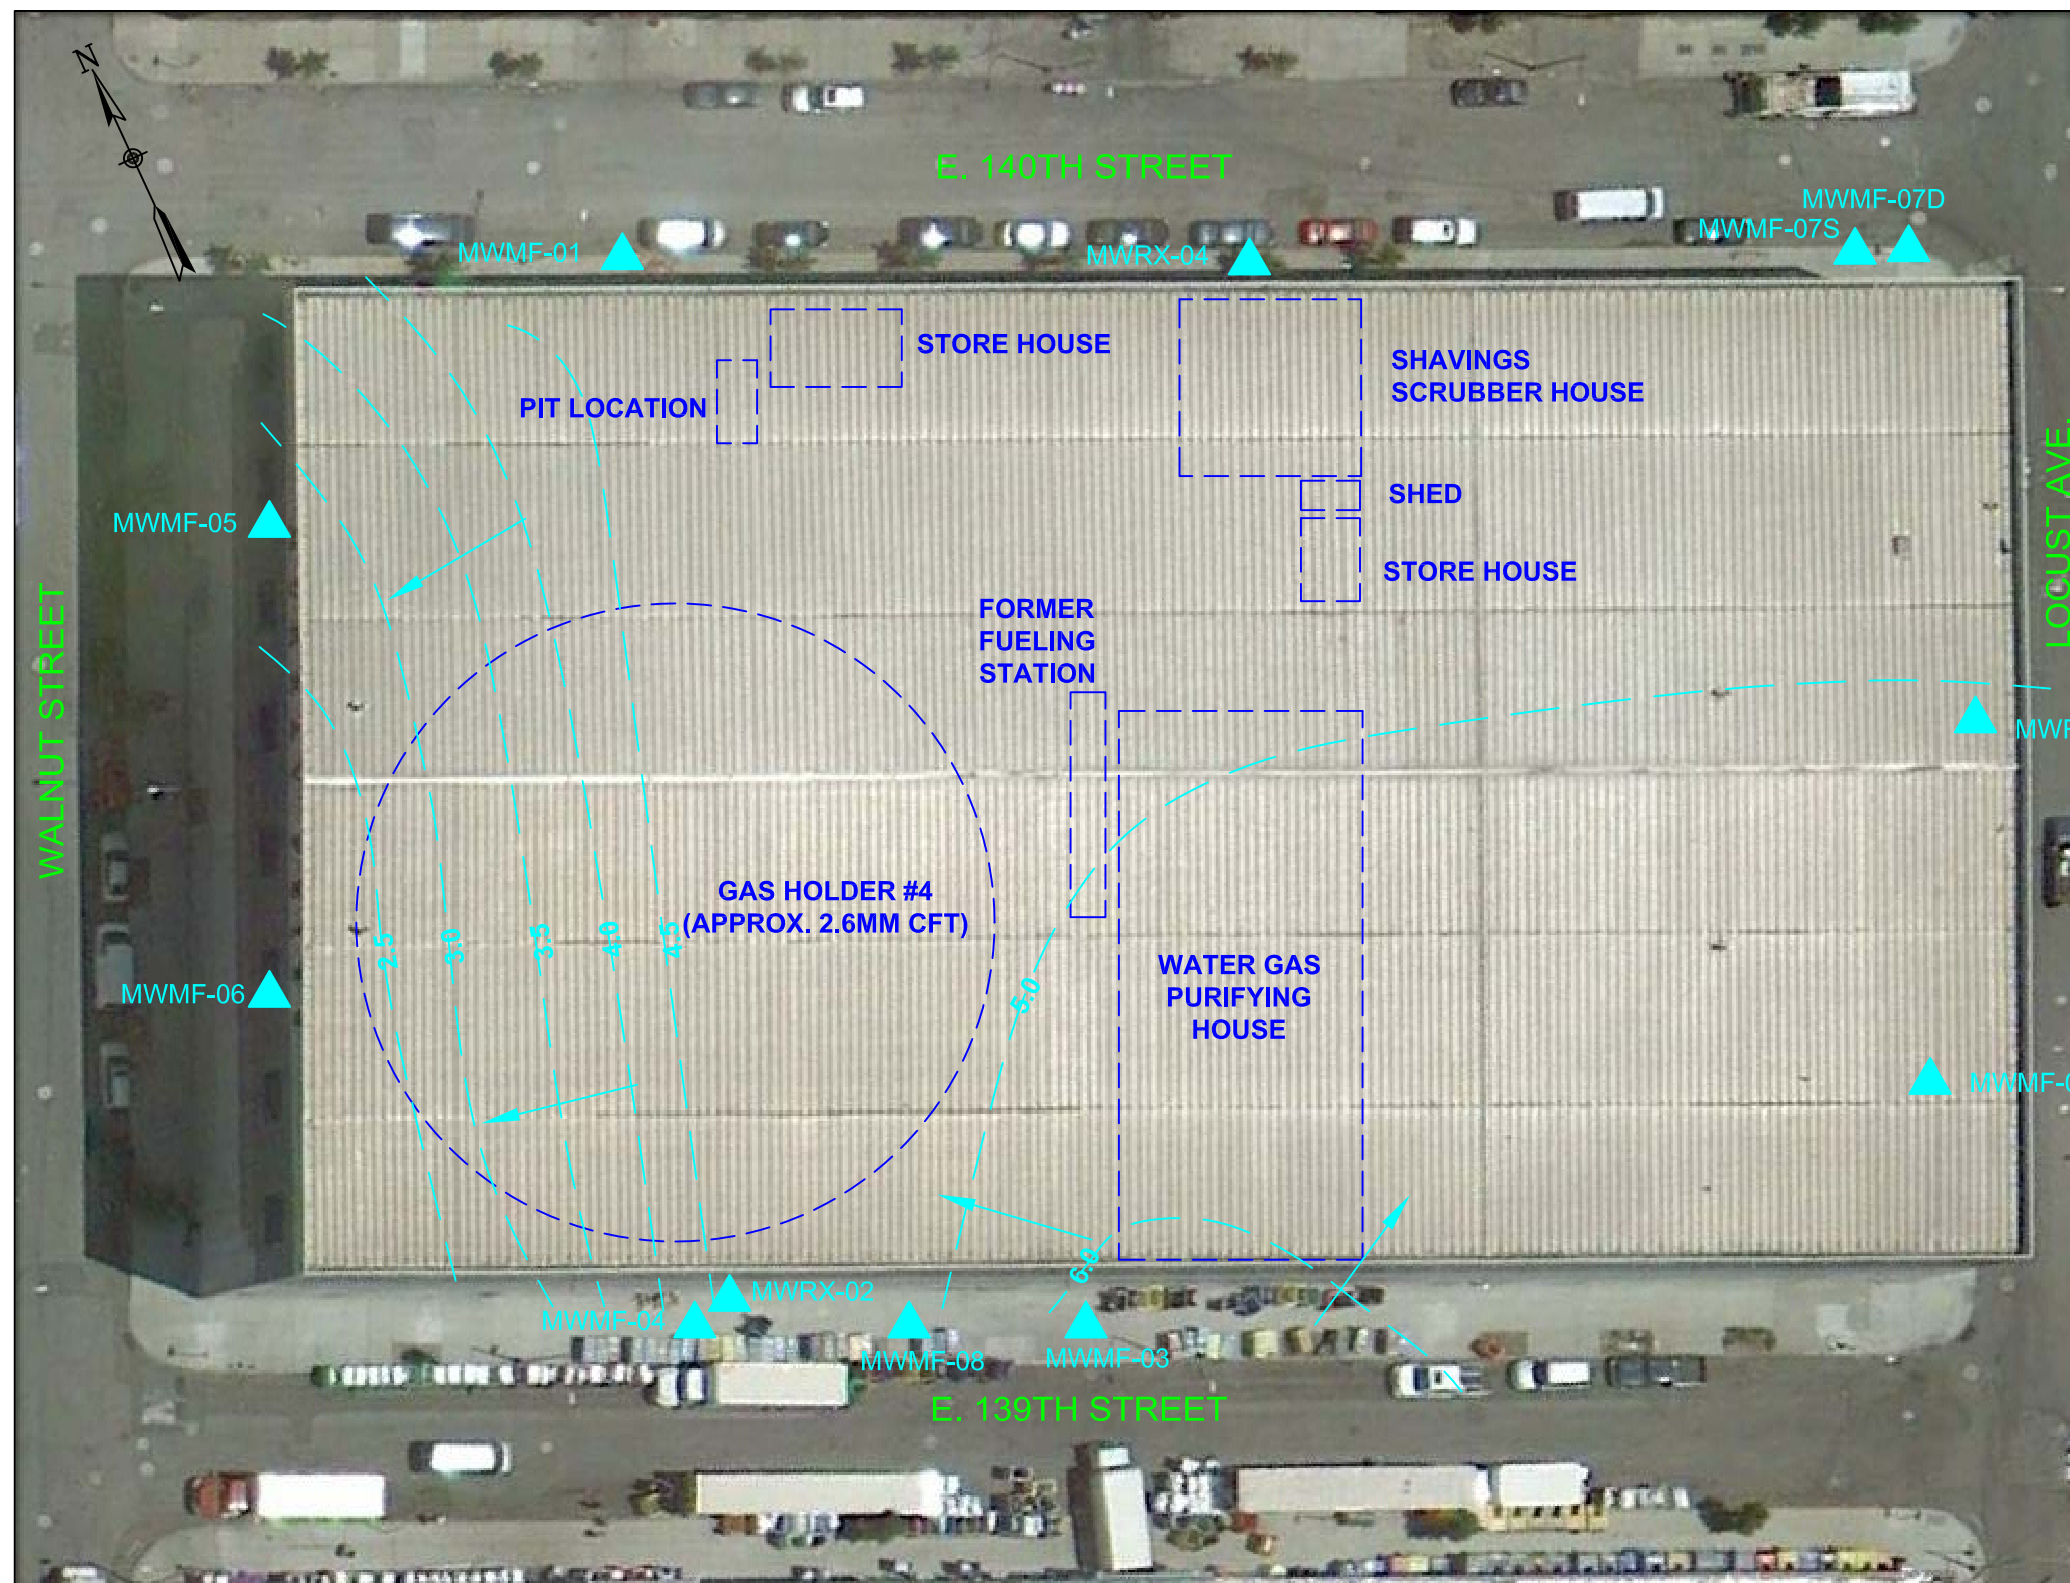 N
E. 140TH STREET
MWMF-07D
MWMF-07S
MWMF-01
MWRX-04
STORE HOUSE
SHAVINGS
SCRUBBER HOUSE
PIT LOCATION
SHED
MWMF-05
LOCUST AVE.
STORE HOUSE
FORMER
FUELING
STATION
WALNUT STREET
GAS HOLDER #4
(APPROX. 2.6MM CFT)
2.5
3.0
3.5
4.0
4.5
5.0
WATER GAS
PURIFYING
HOUSE
MWMF-06
6.0
MWRX-02
MWMF-04
MWMF-08
MWMF-03
E. 139TH STREET